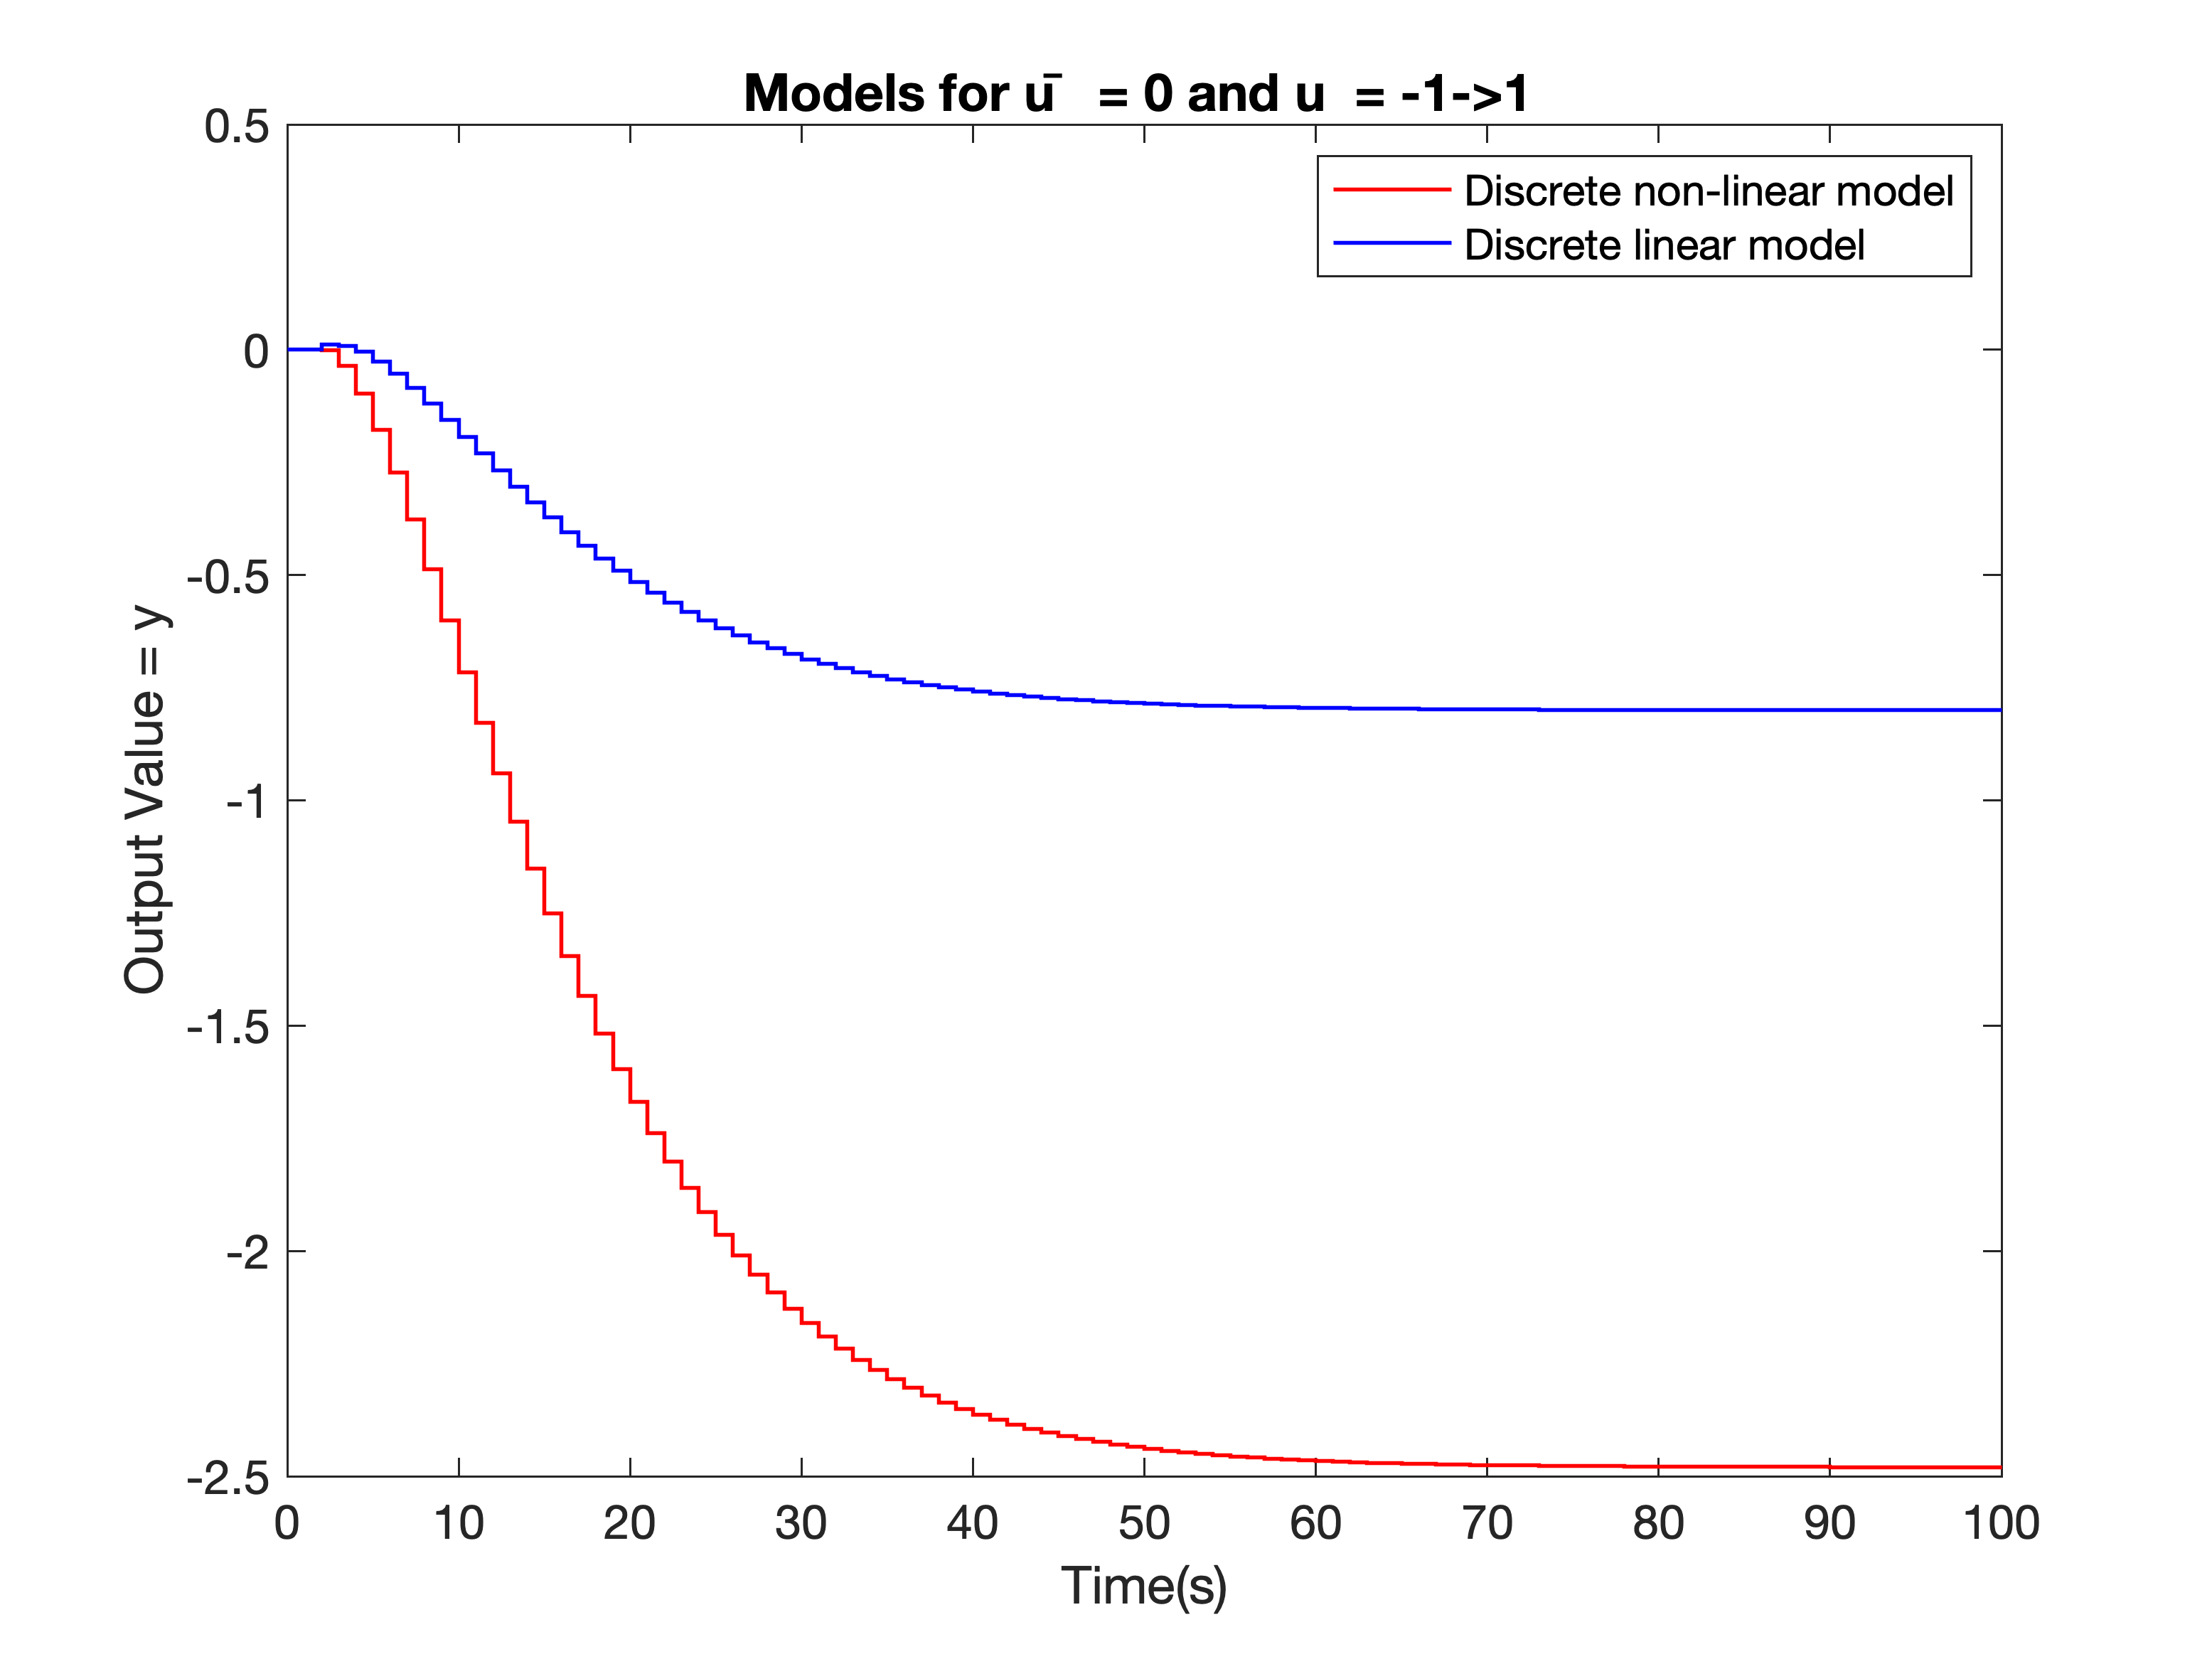 Models for ū = 0 and u = -1->1
Discrete non-linear model
Discrete linear model
0.5
0
-0.5
-1
-1.5
-2
-2.5
Output Value = y
0 10 20 30 40 50 60 70 80 90 100
Time(s)